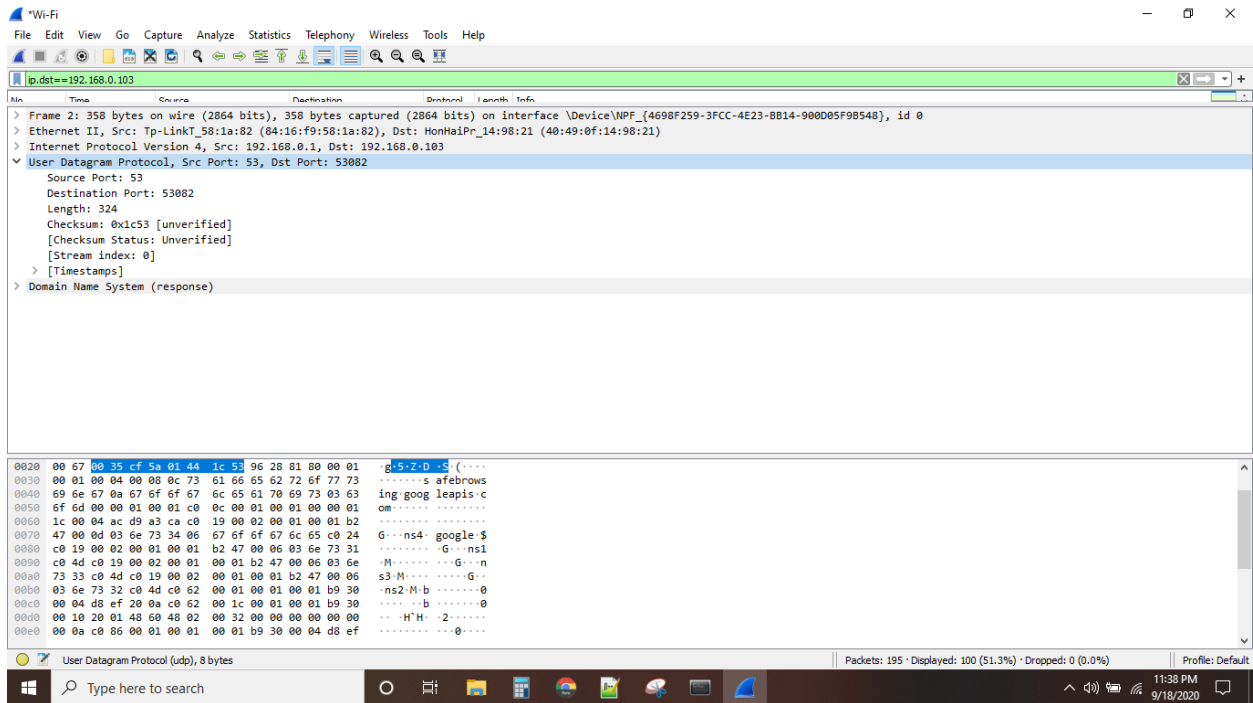 *Wi-Fi
File Edit View Go Capture Analyze Statistics Telephony Wireless Tools Help
ip.dst==192.168.0.103
No. Time Source Destination Protocol Length Info
> Frame 2: 358 bytes on wire (2864 bits), 358 bytes captured (2864 bits) on interface \Device\NPF_{4698F259-3FCC-4E23-BB14-900D05F9B548}, id 0
> Ethernet II, Src: Tp-LinkT_58:1a:82 (84:16:f9:58:1a:82), Dst: HonHaiPr_14:98:21 (40:49:0f:14:98:21)
> Internet Protocol Version 4, Src: 192.168.0.1, Dst: 192.168.0.103
User Datagram Protocol, Src Port: 53, Dst Port: 53082
Source Port: 53
Destination Port: 53082
Length: 324
Checksum: 0x1c53 [unverified]
[Checksum Status: Unverified]
[Stream index: 0]
> [Timestamps]
> Domain Name System (response)
0020 00 67 00 35 cf 5a 01 44 1c 53 96 28 81 80 00 01 ·g·5·Z·D ·S·(····
0030 00 01 00 04 00 08 0c 73 61 66 65 62 72 6f 77 73 ·······s afebrows
0040 69 6e 67 0a 67 6f 6f 67 6c 65 61 70 69 73 03 63 ing·goog leapis·c
0050 6f 6d 00 00 01 00 01 c0 0c 00 01 00 01 00 00 01 om······ ········
0060 1c 00 04 ac d9 a3 ca c0 19 00 02 00 01 00 01 b2 ········ ········
0070 47 00 0d 03 6e 73 34 06 67 6f 6f 67 6c 65 c0 24 G···ns4· google·$
0080 c0 19 00 02 00 01 00 01 b2 47 00 06 03 6e 73 31 ········ ·G···ns1
0090 c0 4d c0 19 00 02 00 01 00 01 b2 47 00 06 03 6e ·M······ ···G···n
00a0 73 33 c0 4d c0 19 00 02 00 01 00 01 b2 47 00 06 s3·M···· ·····G··
00b0 03 6e 73 32 c0 4d c0 62 00 01 00 01 00 01 b9 30 ·ns2·M·b ·······0
00c0 00 04 d8 ef 20 0a c0 62 00 1c 00 01 00 01 b9 30 ···· ··b ·······0
00d0 00 10 20 01 48 60 48 02 00 32 00 00 00 00 00 00 ·· ·H`H· ·2······
00e0 00 0a c0 86 00 01 00 01 00 01 b9 30 00 04 d8 ef ········ ···0····
User Datagram Protocol (udp), 8 bytes Packets: 195 · Displayed: 100 (51.3%) · Dropped: 0 (0.0%) Profile: Default
Type here to search
11:38 PM
9/18/2020